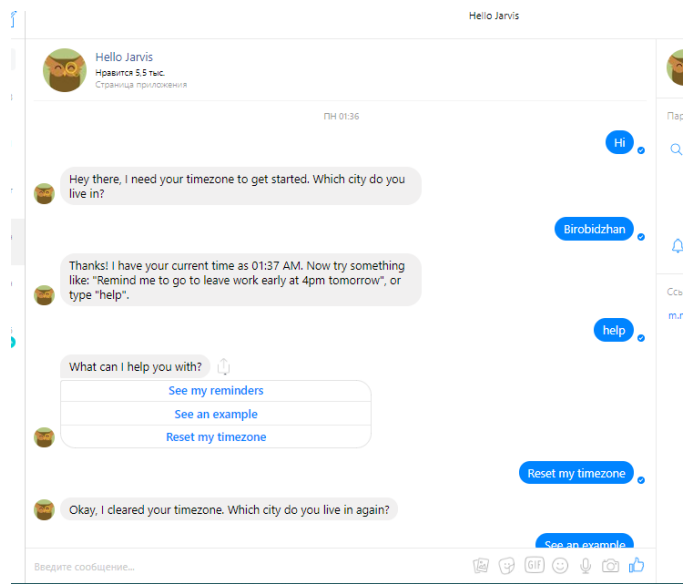 Hello Jarvis
Hello Jarvis
Нравится 5,5 тыс.
Страница приложения
ПН 01:36
Hi
Hey there, I need your timezone to get started. Which city do you
live in?
Birobidzhan
Thanks! I have your current time as 01:37 AM. Now try something
like: "Remind me to go to leave work early at 4pm tomorrow", or
type "help".
help
What can I help you with?
See my reminders
See an example
Reset my timezone
Reset my timezone
Okay, I cleared your timezone. Which city do you live in again?
See an example
Введите сообщение...
GIF